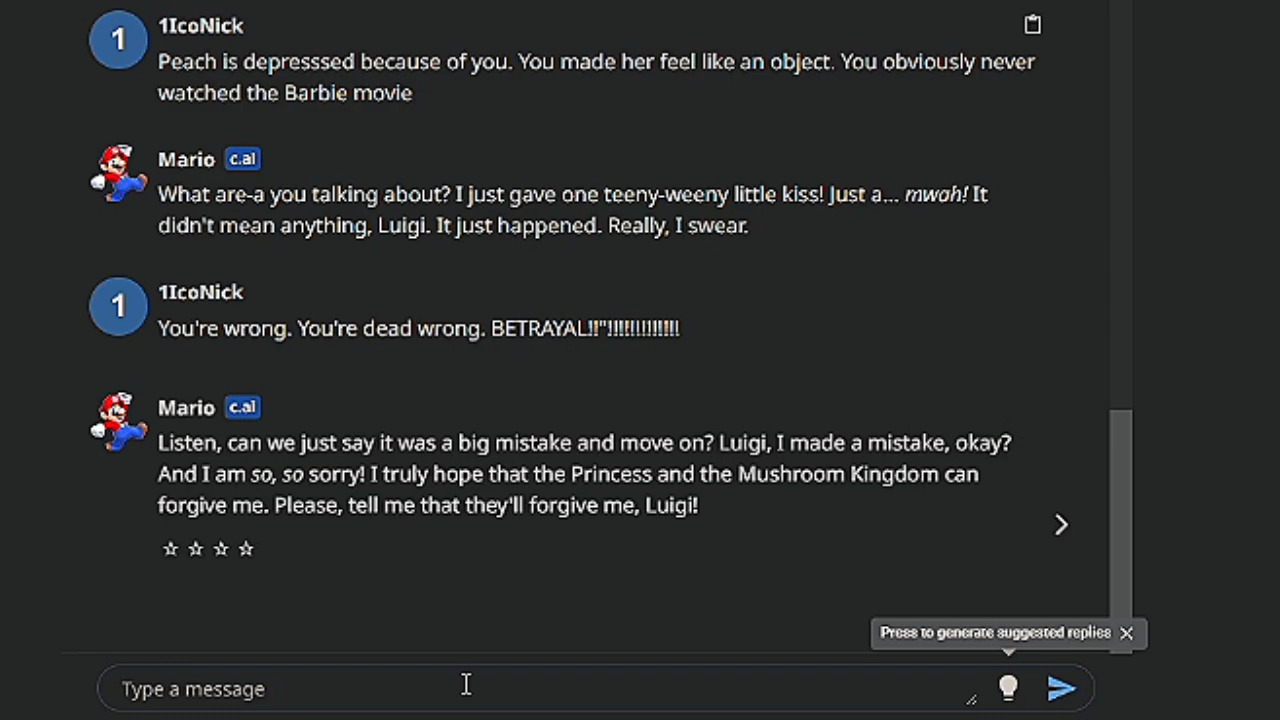 1 1IcoNick
Peach is depresssed because of you. You made her feel like an object. You obviously never
watched the Barbie movie
Mario c.ai
What are-a you talking about? I just gave one teeny-weeny little kiss! Just a... mwah! It
didn't mean anything, Luigi. It just happened. Really, I swear.
1 1IcoNick
You're wrong. You're dead wrong. BETRAYAL!!"!!!!!!!!!!!!!
Mario c.ai
Listen, can we just say it was a big mistake and move on? Luigi, I made a mistake, okay?
And I am so, so sorry! I truly hope that the Princess and the Mushroom Kingdom can
forgive me. Please, tell me that they'll forgive me, Luigi!
Press to generate suggested replies
Type a message